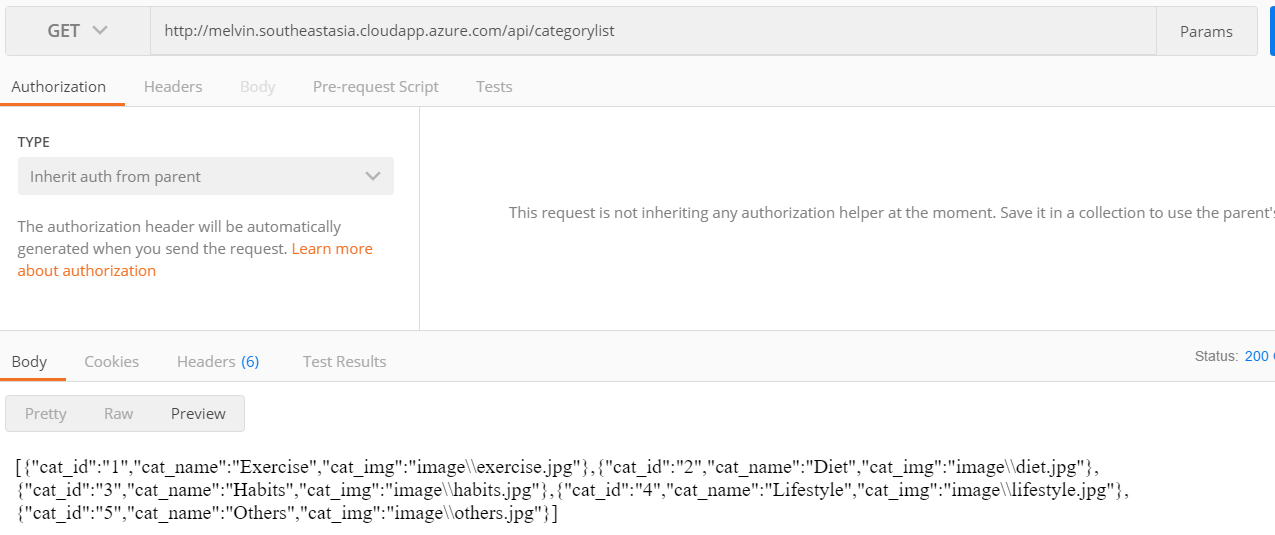 GET
http://melvin.southeastasia.cloudapp.azure.com/api/categorylist
Params
Authorization
Headers
Body
Pre-request Script
Tests
TYPE
Inherit auth from parent
The authorization header will be automatically
generated when you send the request. Learn more
about authorization
This request is not inheriting any authorization helper at the moment. Save it in a collection to use the parent's
Body
Cookies
Headers (6)
Test Results
Status: 200
Pretty
Raw
Preview
[{"cat_id":"1","cat_name":"Exercise","cat_img":"image\\exercise.jpg"},{"cat_id":"2","cat_name":"Diet","cat_img":"image\\diet.jpg"},
{"cat_id":"3","cat_name":"Habits","cat_img":"image\\habits.jpg"},{"cat_id":"4","cat_name":"Lifestyle","cat_img":"image\\lifestyle.jpg"},
{"cat_id":"5","cat_name":"Others","cat_img":"image\\others.jpg"}]